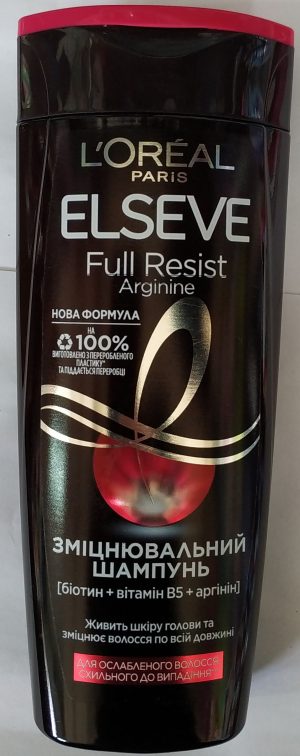 L'ORÉAL
PARIS
ELSEVE
Full Resist
Arginine
НОВА ФОРМУЛА
НА
100%
ВИГОТОВЛЕНО З ПЕРЕРОБЛЕНОГО
ПЛАСТИКУ*
ТА ПІДДАЄТЬСЯ ПЕРЕРОБЦІ
ЗМІЦНЮВАЛЬНИЙ
ШАМПУНЬ
[біотин + вітамін B5 + аргінін]
Живить шкіру голови та
зміцнює волосся по всій довжині
ДЛЯ ОСЛАБЛЕНОГО ВОЛОССЯ,
СХИЛЬНОГО ДО ВИПАДІННЯ*